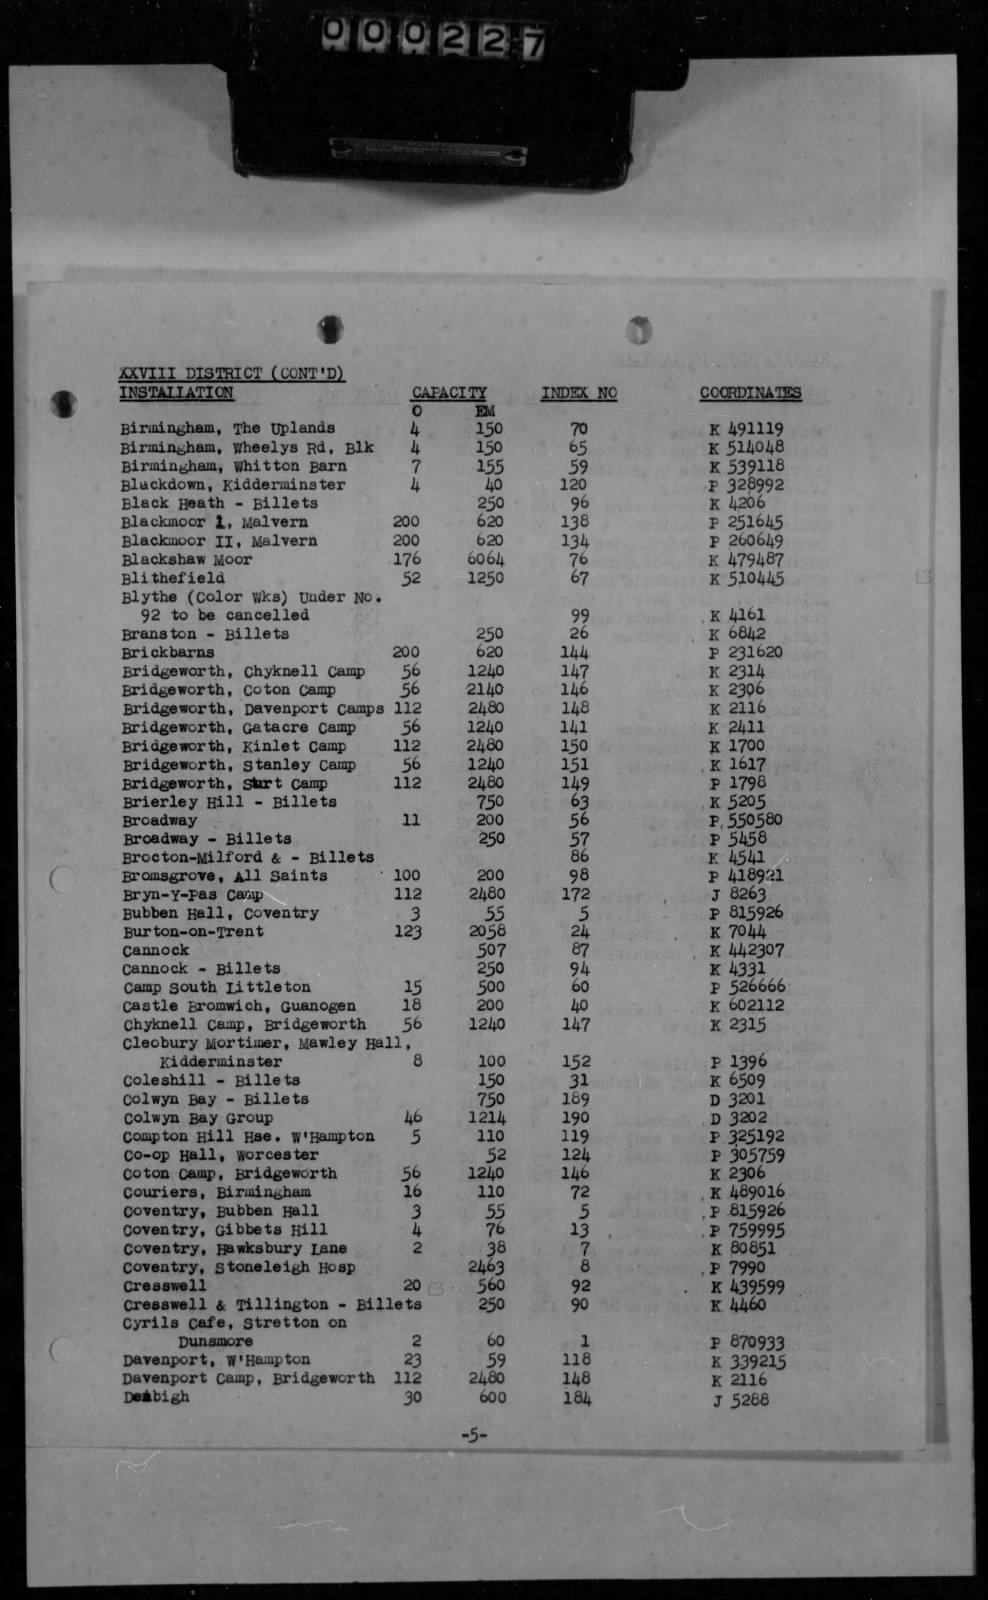 000227
XXVIII DISTRICT (CONT'D)
INSTALLATION CAPACITY INDEX NO COORDINATES
O EM
Birmingham, The Uplands 4 150 70 K 491119
Birmingham, Wheelys Rd, Blk 4 150 65 K 514048
Birmingham, Whitton Barn 7 155 59 K 539118
Blackdown, Kidderminster 4 40 120 P 328992
Black Heath - Billets 250 96 K 4206
Blackmoor I, Malvern 200 620 138 P 251645
Blackmoor II, Malvern 200 620 134 P 260649
Blackshaw Moor 176 6064 76 K 479487
Blithefield 52 1250 67 K 510445
Blythe (Color Wks) Under No.
92 to be cancelled 99 K 4161
Branston - Billets 250 26 K 6842
Brickbarns 200 620 144 P 231620
Bridgeworth, Chyknell Camp 56 1240 147 K 2314
Bridgeworth, Coton Camp 56 2140 146 K 2306
Bridgeworth, Davenport Camps 112 2480 148 K 2116
Bridgeworth, Gatacre Camp 56 1240 141 K 2411
Bridgeworth, Kinlet Camp 112 2480 150 K 1700
Bridgeworth, Stanley Camp 56 1240 151 K 1617
Bridgeworth, Sturt Camp 112 2480 149 P 1798
Brierley Hill - Billets 750 63 K 5205
Broadway 11 200 56 P 550580
Broadway - Billets 250 57 P 5458
Brocton-Milford & - Billets 86 K 4541
Bromsgrove, All Saints 100 200 98 P 418921
Bryn-Y-Pas Camp 112 2480 172 J 8263
Bubben Hall, Coventry 3 55 5 P 815926
Burton-on-Trent 123 2058 24 K 7044
Cannock 507 87 K 442307
Cannock - Billets 250 94 K 4331
Camp South Littleton 15 500 60 P 526666
Castle Bromwich, Guanogen 18 200 40 K 602112
Chyknell Camp, Bridgeworth 56 1240 147 K 2315
Cleobury Mortimer, Mawley Hall,
Kidderminster 8 100 152 P 1396
Coleshill - Billets 150 31 K 6509
Colwyn Bay - Billets 750 189 D 3201
Colwyn Bay Group 46 1214 190 D 3202
Compton Hill Hse. W'Hampton 5 110 119 P 325192
Co-op Hall, Worcester 52 124 P 305759
Coton Camp, Bridgeworth 56 1240 146 K 2306
Couriers, Birmingham 16 110 72 K 489016
Coventry, Bubben Hall 3 55 5 P 815926
Coventry, Gibbets Hill 4 76 13 P 759995
Coventry, Hawksbury Lane 2 38 7 K 80851
Coventry, Stoneleigh Hosp 2463 8 P 7990
Cresswell 20 560 92 K 439599
Cresswell & Tillington - Billets 250 90 K 4460
Cyrils Cafe, Stretton on
Dunsmore 2 60 1 P 870933
Davenport, W'Hampton 23 59 118 K 339215
Davenport Camp, Bridgeworth 112 2480 148 K 2116
Denbigh 30 600 184 J 5288
-5-